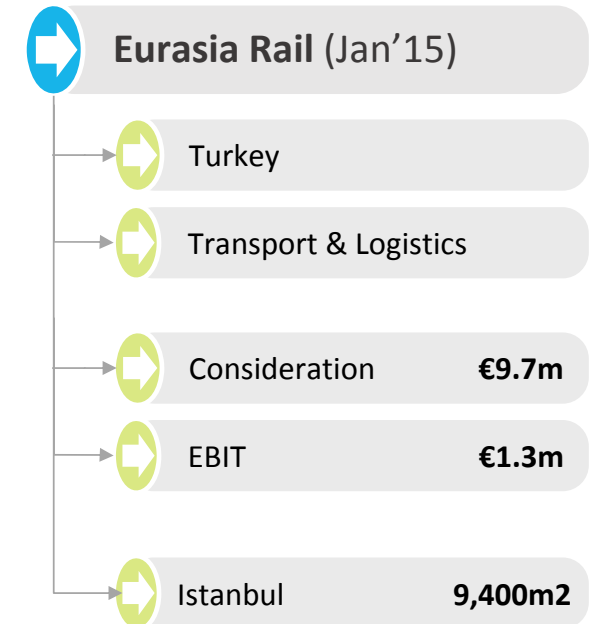 Eurasia Rail (Jan’15)
Turkey
Transport & Logistics
Consideration €9.7m
EBIT €1.3m
Istanbul 9,400m2